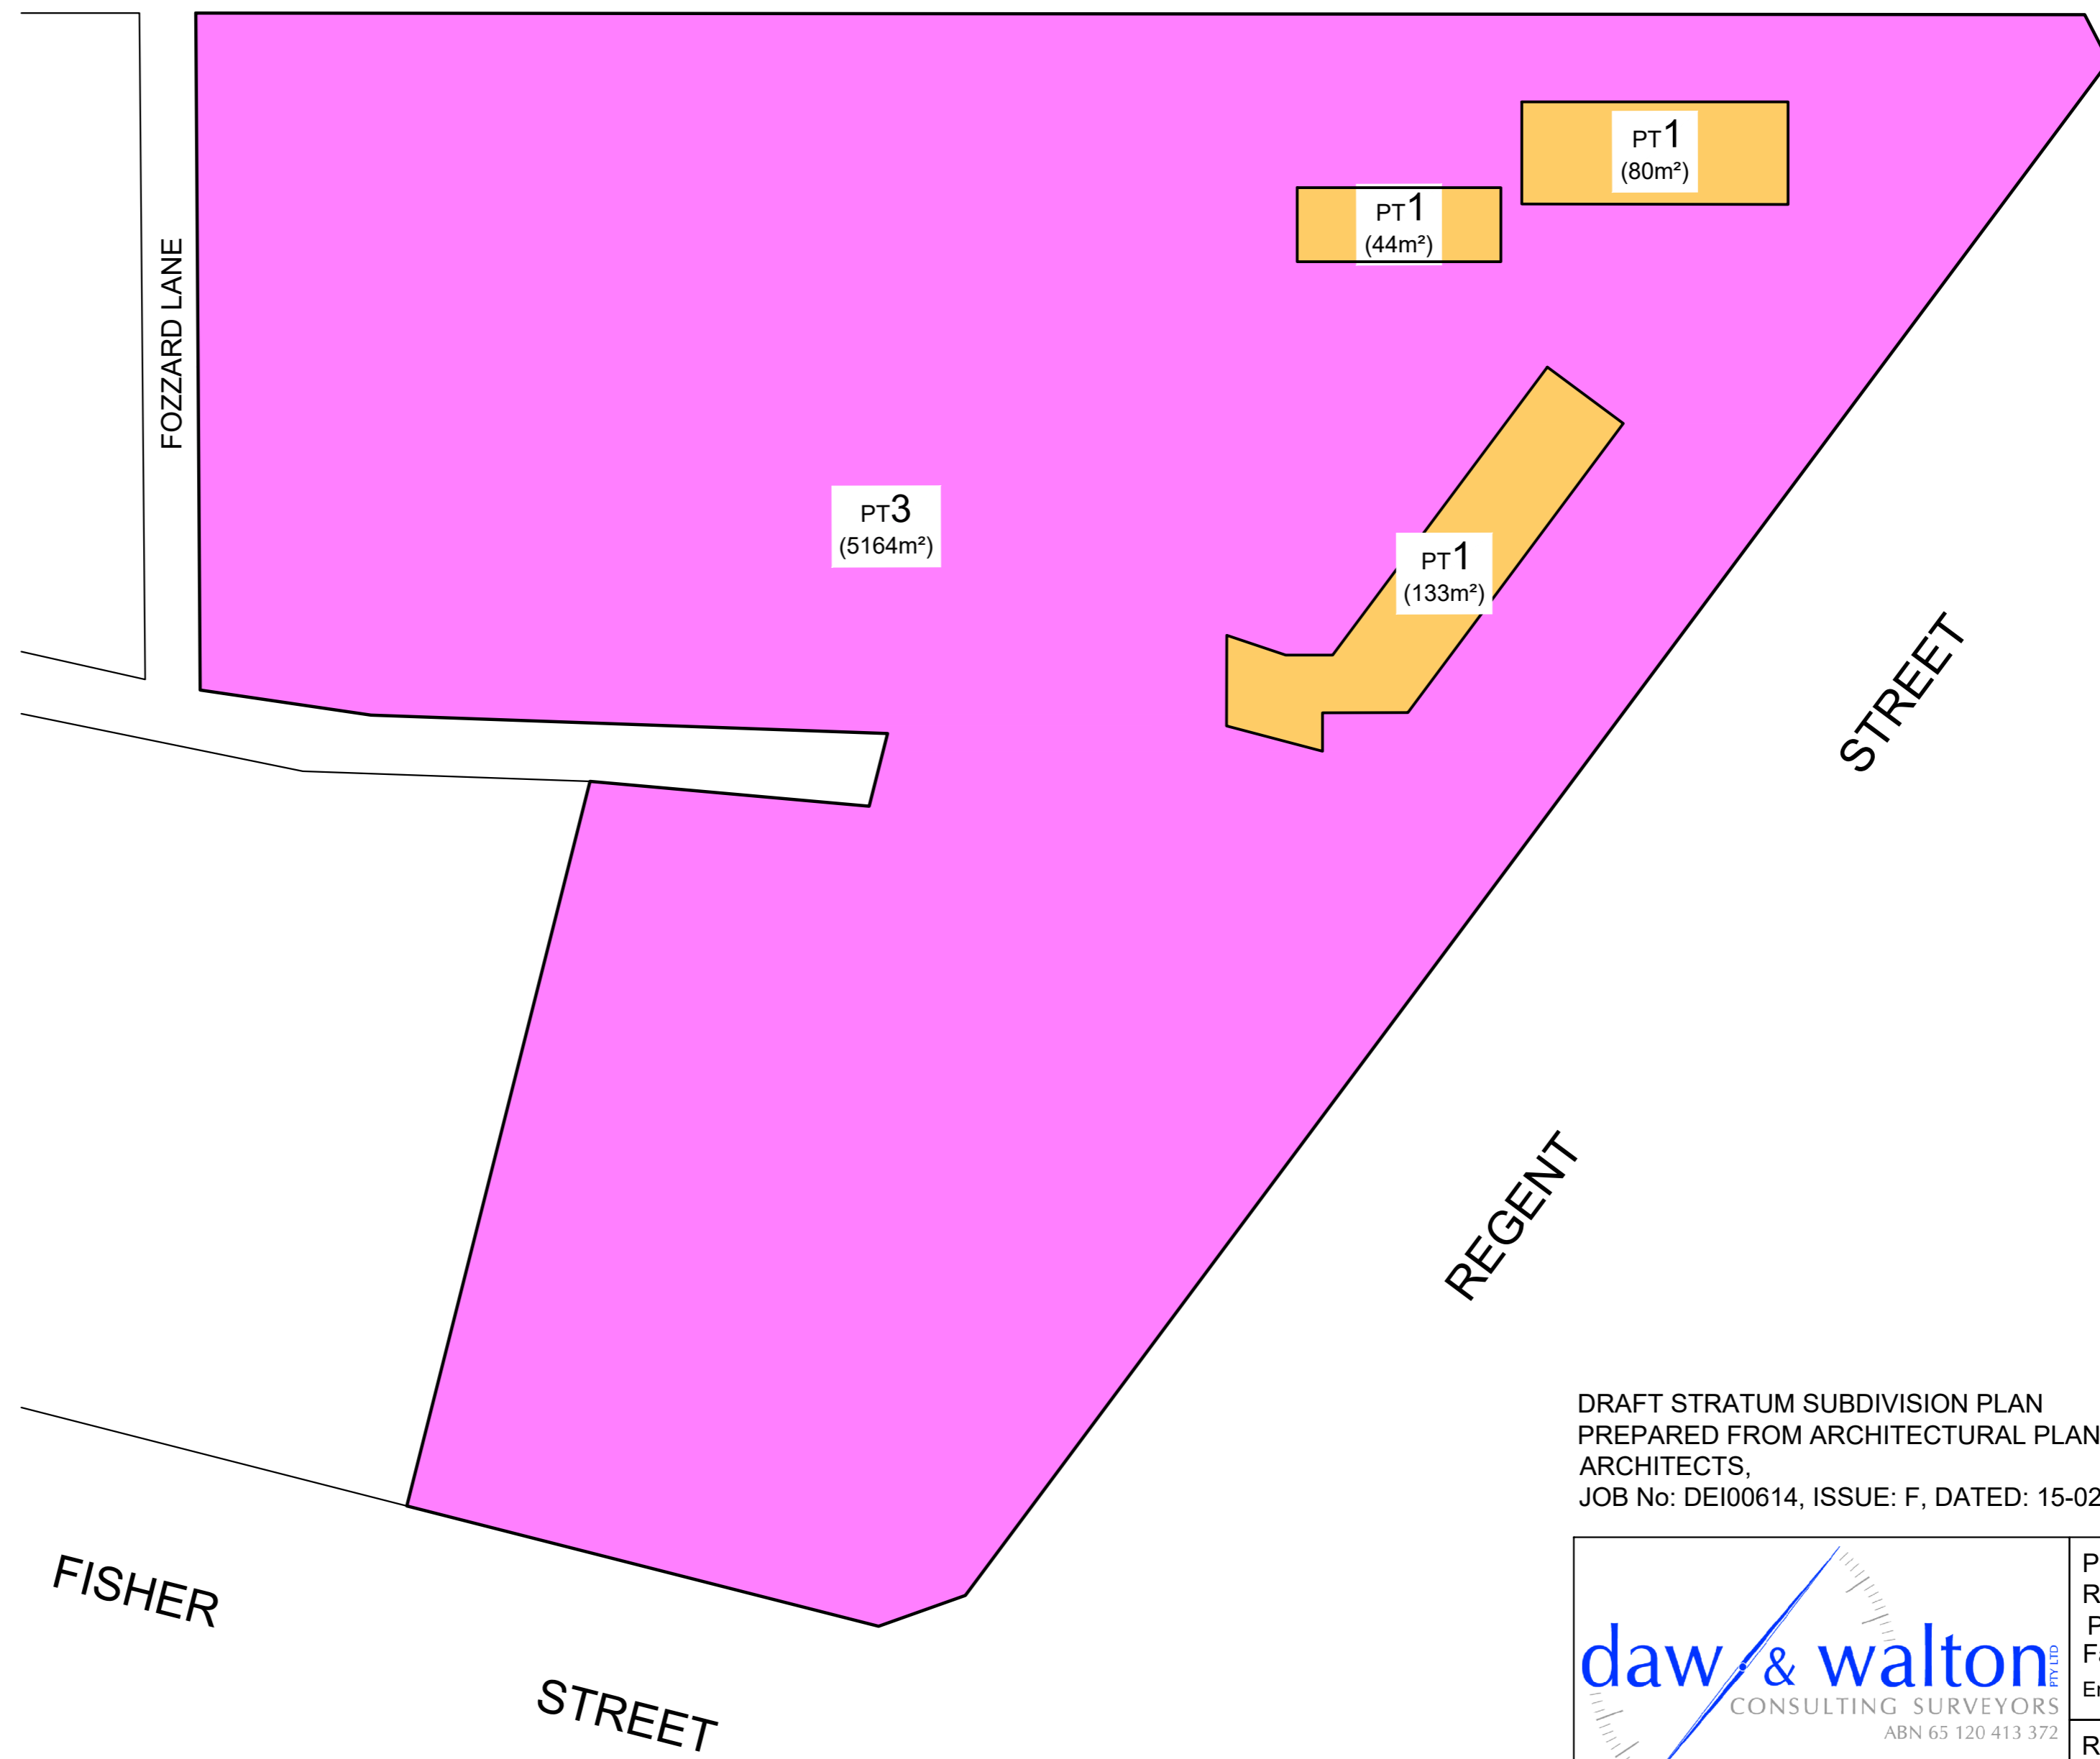 FOZZARD LANE
PT1
(80m²)
PT1
(44m²)
PT3
(5164m²)
PT1
(133m²)
REGENT STREET
FISHER STREET
DRAFT STRATUM SUBDIVISION PLAN
PREPARED FROM ARCHITECTURAL PLAN
ARCHITECTS,
JOB No: DEI00614, ISSUE: F, DATED: 15-02
daw & walton PTY LTD
CONSULTING SURVEYORS
ABN 65 120 413 372